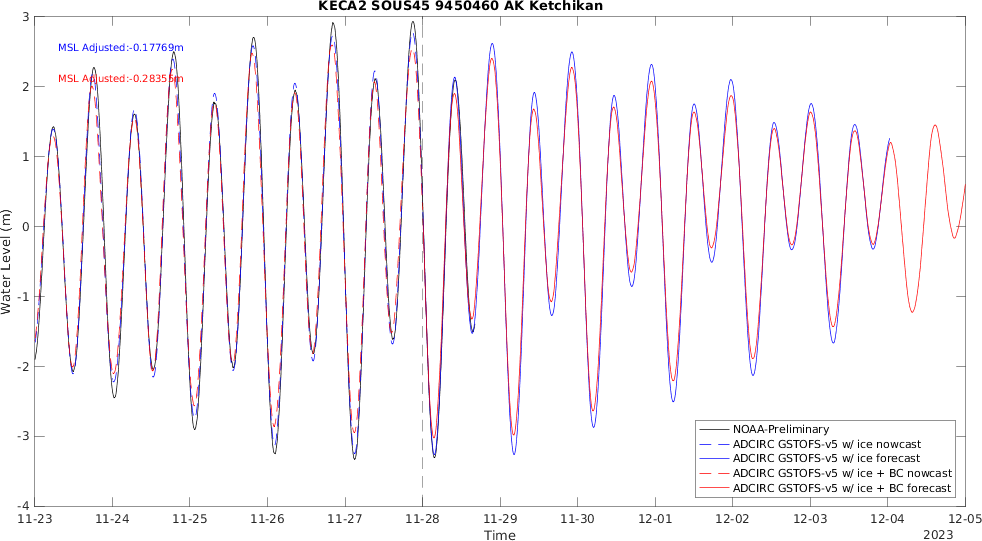 KECA2 SOUS45 9450460 AK Ketchikan
MSL Adjusted:-0.17769m
MSL Adjusted:-0.28355m
Water Level (m)
3
2
1
0
-1
-2
-3
-4
NOAA-Preliminary
ADCIRC GSTOFS-v5 w/ ice nowcast
ADCIRC GSTOFS-v5 w/ ice forecast
ADCIRC GSTOFS-v5 w/ ice + BC nowcast
ADCIRC GSTOFS-v5 w/ ice + BC forecast
11-23 11-24 11-25 11-26 11-27 11-28 11-29 11-30 12-01 12-02 12-03 12-04 12-05
Time
2023